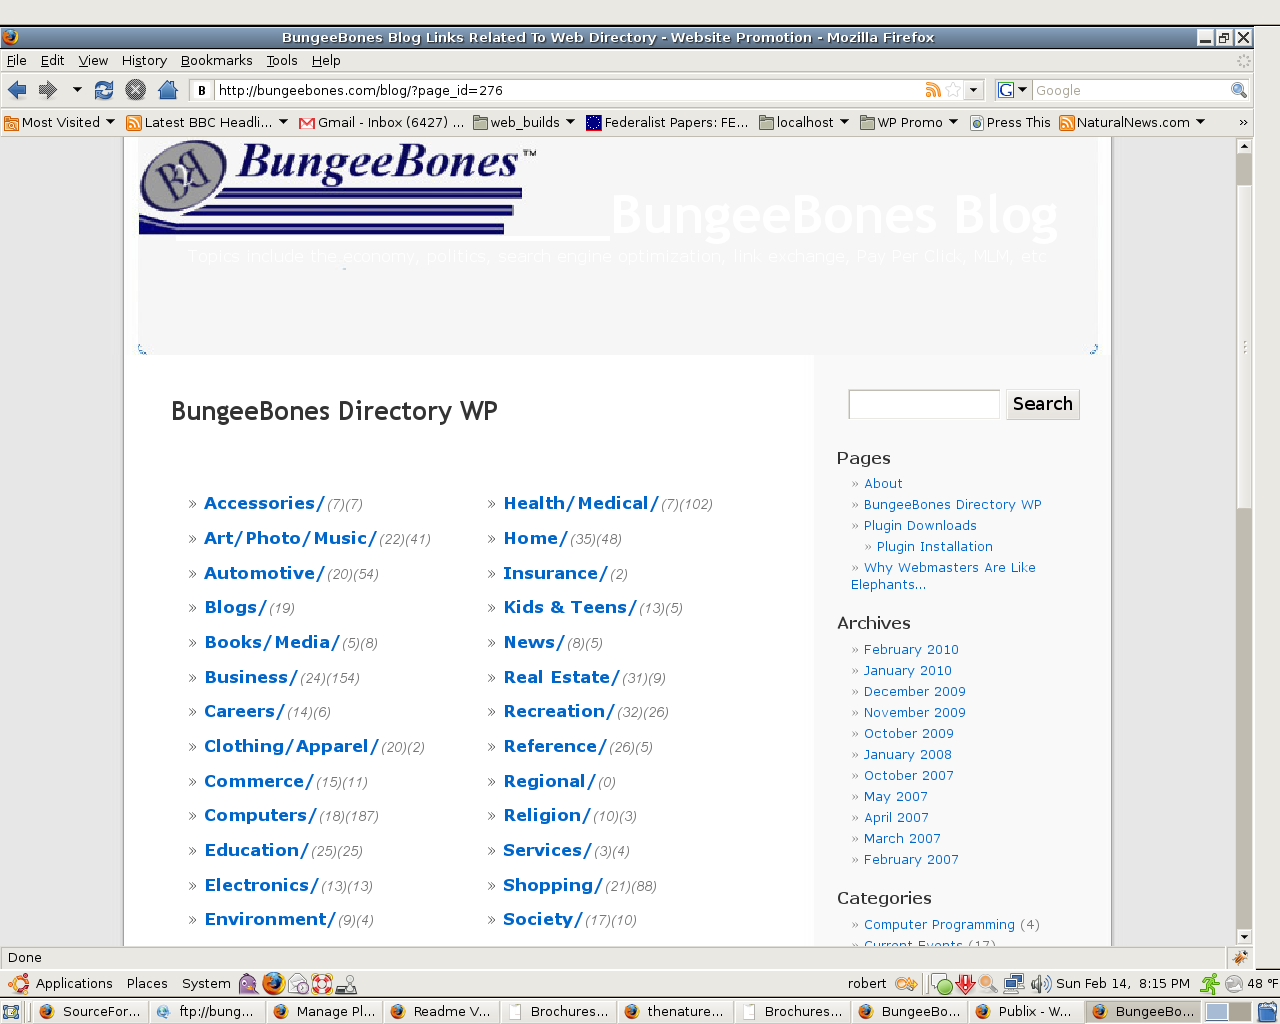 BungeeBones Blog Links Related To Web Directory - Website Promotion - Mozilla Firefox
File Edit View History Bookmarks Tools Help
B http://bungeebones.com/blog/?page_id=276 G Google
Most Visited Latest BBC Headli... Gmail - Inbox (6427) ... web_builds Federalist Papers: FE... localhost WP Promo Press This NaturalNews.com »
BB BungeeBones™
BungeeBones Blog
Topics include the economy, politics, search engine optimization, link exchange, Pay Per Click, MLM, etc
BungeeBones Directory WP
» Accessories/(7)(7)
» Art/Photo/Music/(22)(41)
» Automotive/(20)(54)
» Blogs/(19)
» Books/Media/(5)(8)
» Business/(24)(154)
» Careers/(14)(6)
» Clothing/Apparel/(20)(2)
» Commerce/(15)(11)
» Computers/(18)(187)
» Education/(25)(25)
» Electronics/(13)(13)
» Environment/(9)(4)
» Health/Medical/(7)(102)
» Home/(35)(48)
» Insurance/(2)
» Kids & Teens/(13)(5)
» News/(8)(5)
» Real Estate/(31)(9)
» Recreation/(32)(26)
» Reference/(26)(5)
» Regional/(0)
» Religion/(10)(3)
» Services/(3)(4)
» Shopping/(21)(88)
» Society/(17)(10)
Search
Pages
» About
» BungeeBones Directory WP
» Plugin Downloads
» Plugin Installation
» Why Webmasters Are Like
Elephants...
Archives
» February 2010
» January 2010
» December 2009
» November 2009
» October 2009
» January 2008
» October 2007
» May 2007
» April 2007
» March 2007
» February 2007
Categories
» Computer Programming (4)
» Current Events (17)
Done
Applications Places System robert Sun Feb 14, 8:15 PM 48 °F
SourceFor... ftp://bung... Manage Pl... Readme V... Brochures... thenature... Brochures... BungeeBo... Publix - W... BungeeBo...